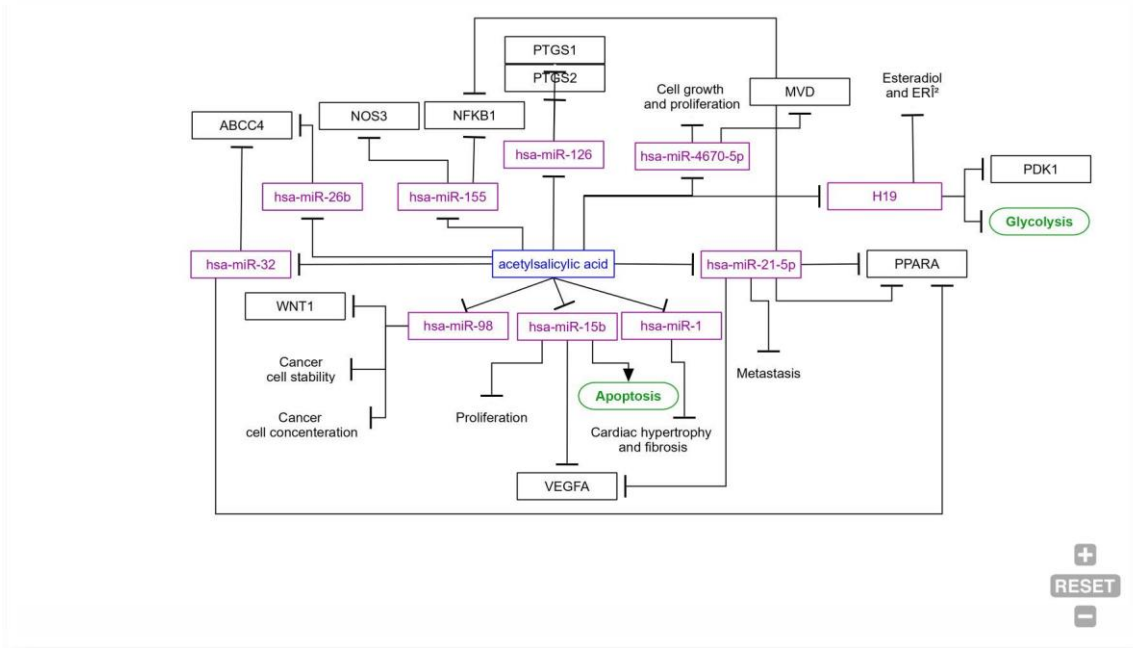 PTGS1
PTGS2
Cell growth
and proliferation
MVD
Esteradiol
and ERÎ²
ABCC4
NOS3
NFKB1
hsa-miR-126
hsa-miR-4670-5p
PDK1
hsa-miR-26b
hsa-miR-155
H19
Glycolysis
hsa-miR-32
acetylsalicylic acid
hsa-miR-21-5p
PPARA
WNT1
hsa-miR-98
hsa-miR-15b
hsa-miR-1
Cancer
cell stability
Metastasis
Apoptosis
Cancer
cell concenteration
Proliferation
Cardiac hypertrophy
and fibrosis
VEGFA
RESET